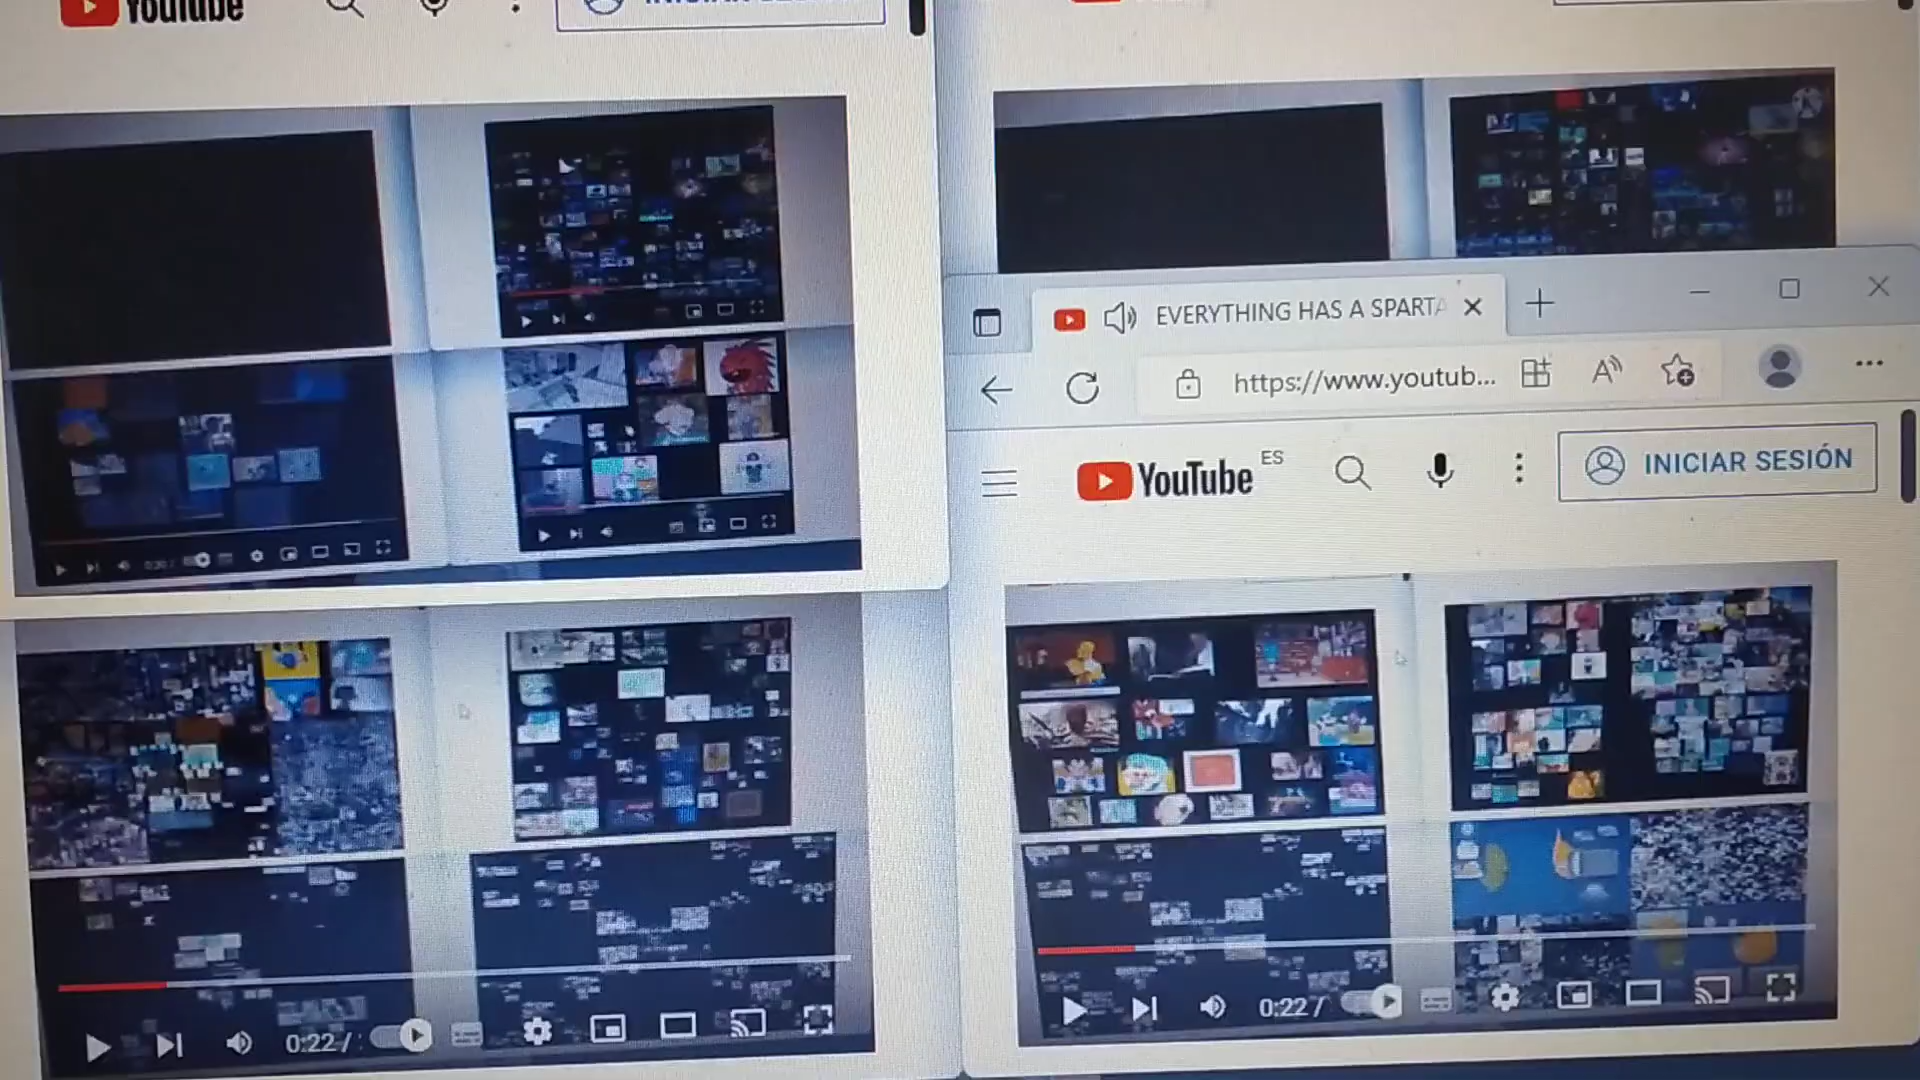 YouTube
EVERYTHING HAS A SPARTA
https://www.youtub...
YouTube ES
INICIAR SESIÓN
0:22 /
0:22 /